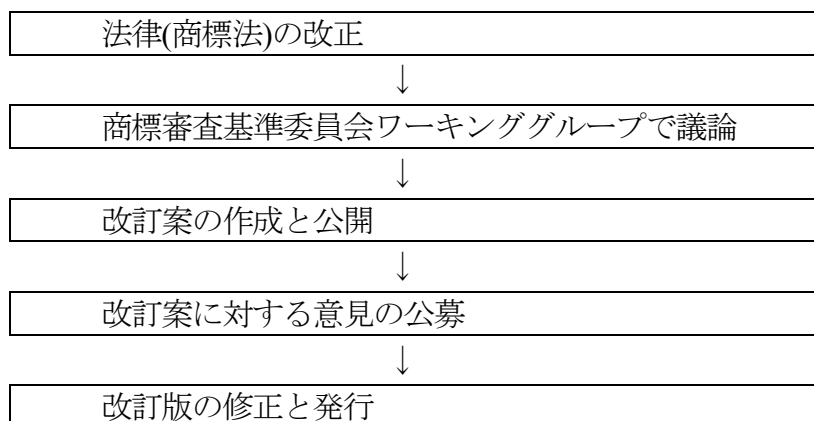 法律(商標法)の改正
↓
商標審査基準委員会ワーキンググループで議論
↓
改訂案の作成と公開
↓
改訂案に対する意見の公募
↓
改訂版の修正と発行